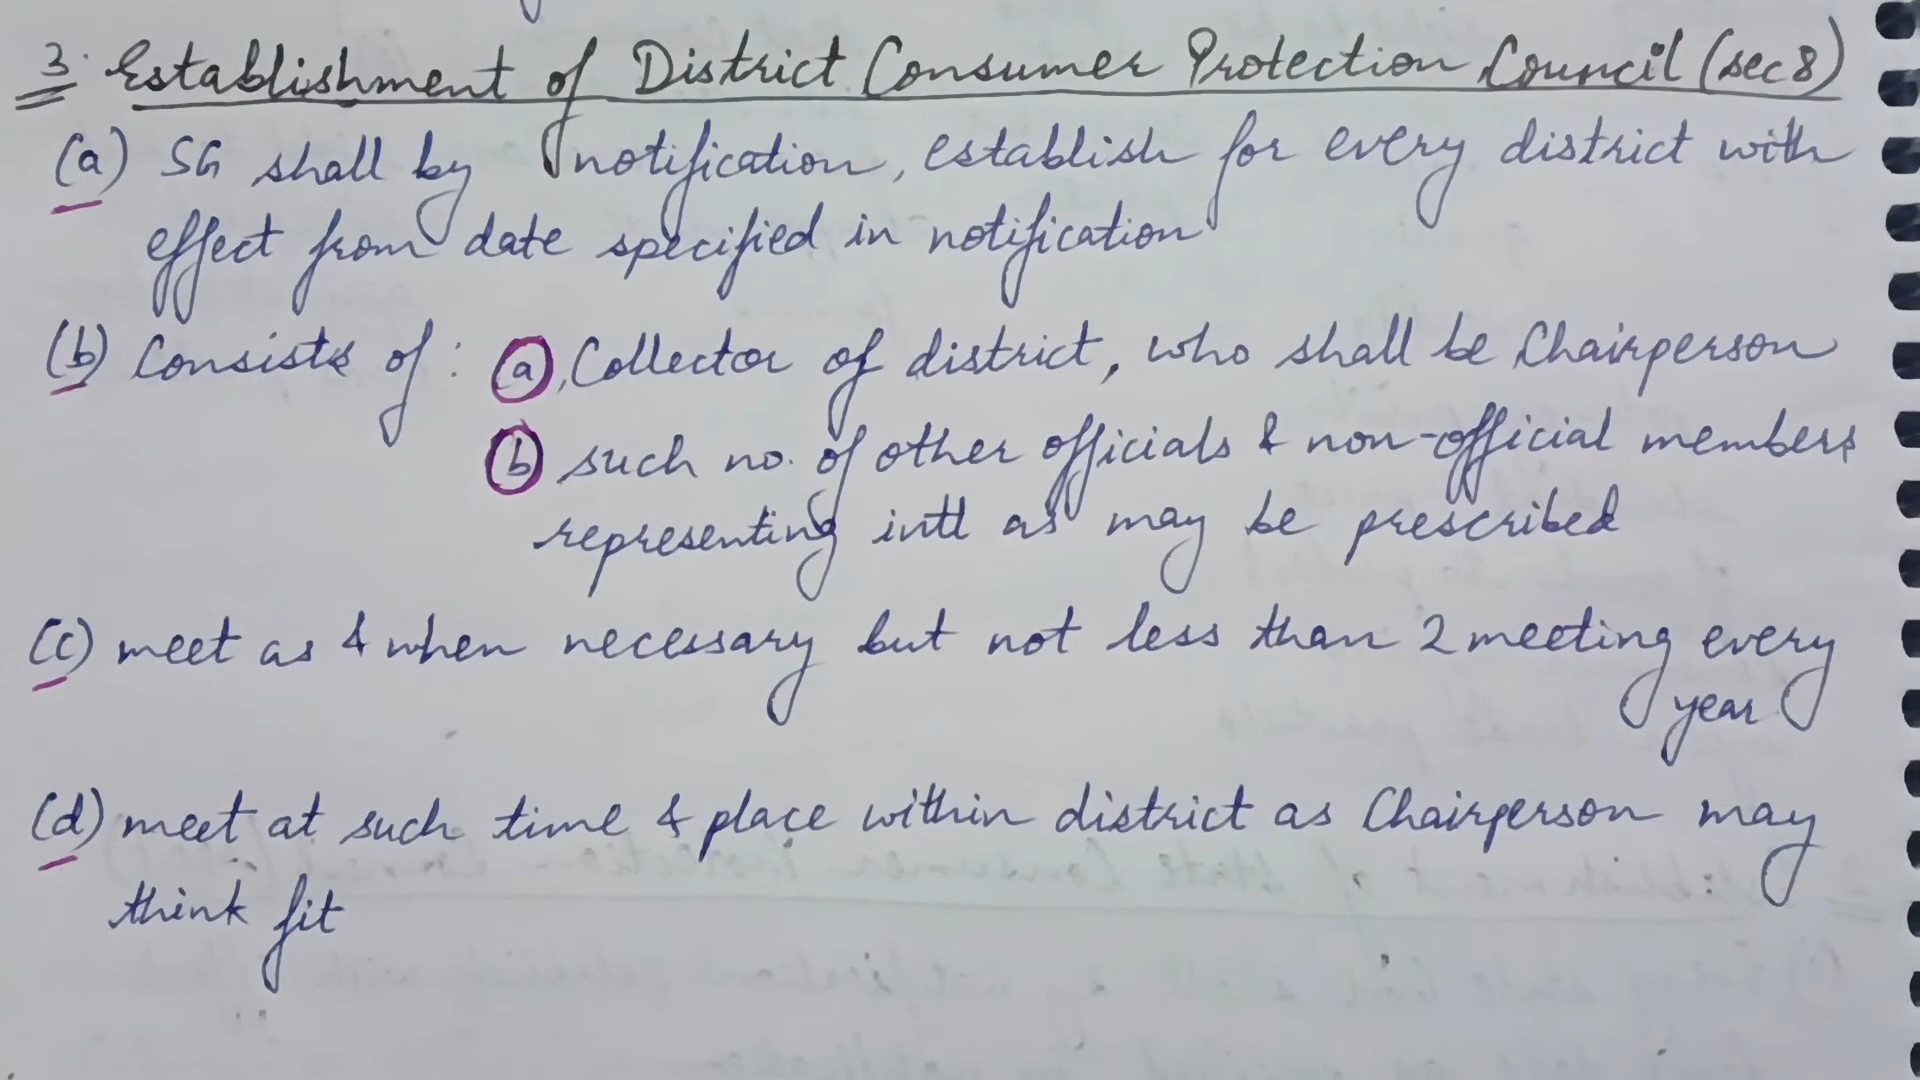 3. Establishment of District Consumer Protection Council (sec 8)
(a) SG shall by notification, establish for every district with
effect from date specified in notification
(b) Consists of : (a), Collector of district, who shall be Chairperson
(b) such no. of other officials & non-official members
representing intt as may be prescribed
(c) meet as & when necessary but not less than 2 meeting every
year
(d) meet at such time & place within district as Chairperson may
think fit